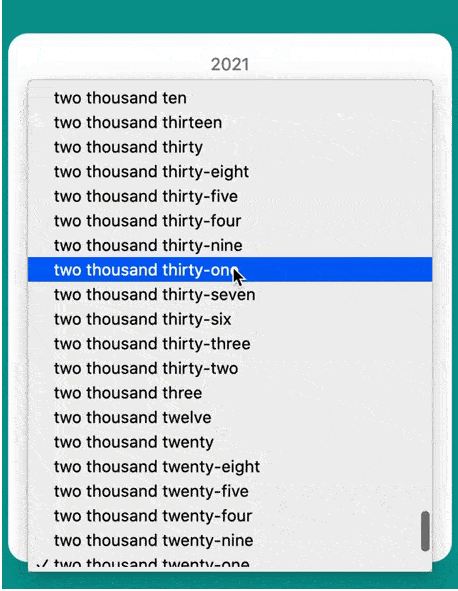 2021
two thousand ten
two thousand thirteen
two thousand thirty
two thousand thirty-eight
two thousand thirty-five
two thousand thirty-four
two thousand thirty-nine
two thousand thirty-one
two thousand thirty-seven
two thousand thirty-six
two thousand thirty-three
two thousand thirty-two
two thousand three
two thousand twelve
two thousand twenty
two thousand twenty-eight
two thousand twenty-five
two thousand twenty-four
two thousand twenty-nine
✓ two thousand twenty-one